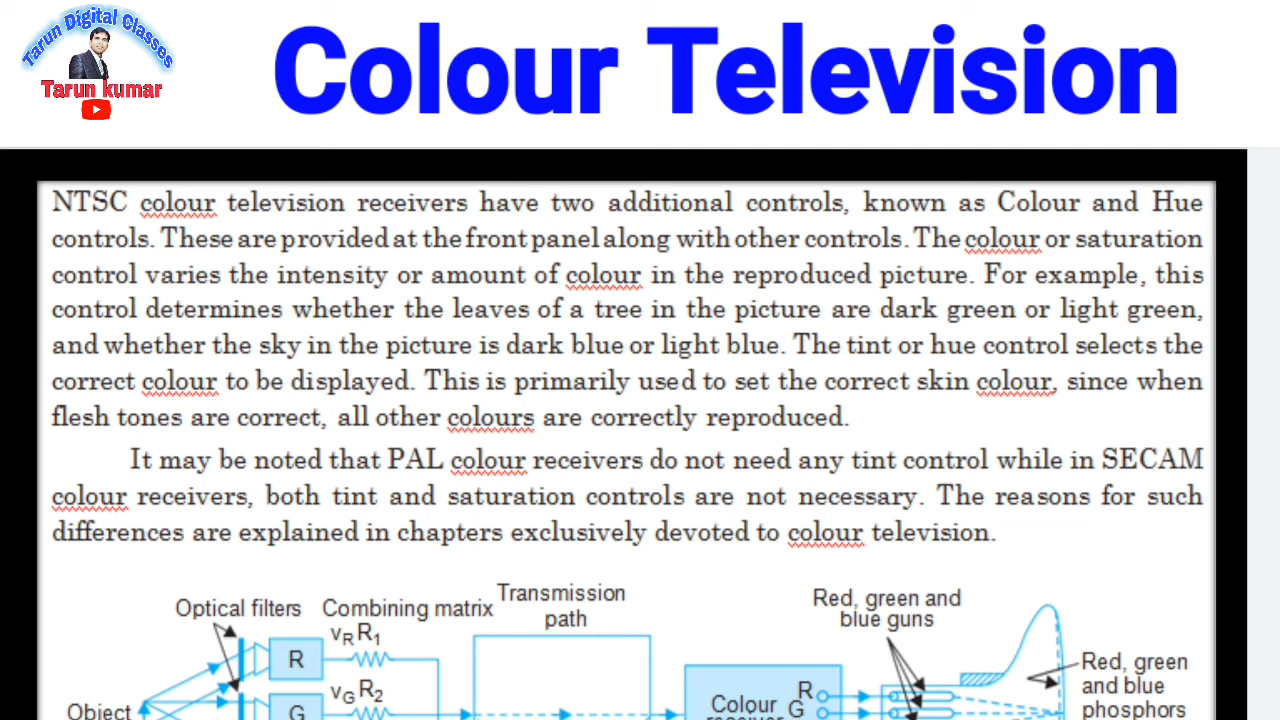 Tarun Digital Classes
Tarun kumar
Colour Television
NTSC colour television receivers have two additional controls, known as Colour and Hue
controls. These are provided at the front panel along with other controls. The colour or saturation
control varies the intensity or amount of colour in the reproduced picture. For example, this
control determines whether the leaves of a tree in the picture are dark green or light green,
and whether the sky in the picture is dark blue or light blue. The tint or hue control selects the
correct colour to be displayed. This is primarily used to set the correct skin colour, since when
flesh tones are correct, all other colours are correctly reproduced.
It may be noted that PAL colour receivers do not need any tint control while in SECAM
colour receivers, both tint and saturation controls are not necessary. The reasons for such
differences are explained in chapters exclusively devoted to colour television.
Optical filters
Combining matrix
Transmission
path
Red, green and
blue guns
vR R1
R
vG R2
G
Object
Colour
receiver
R
G
Red, green
and blue
phosphors